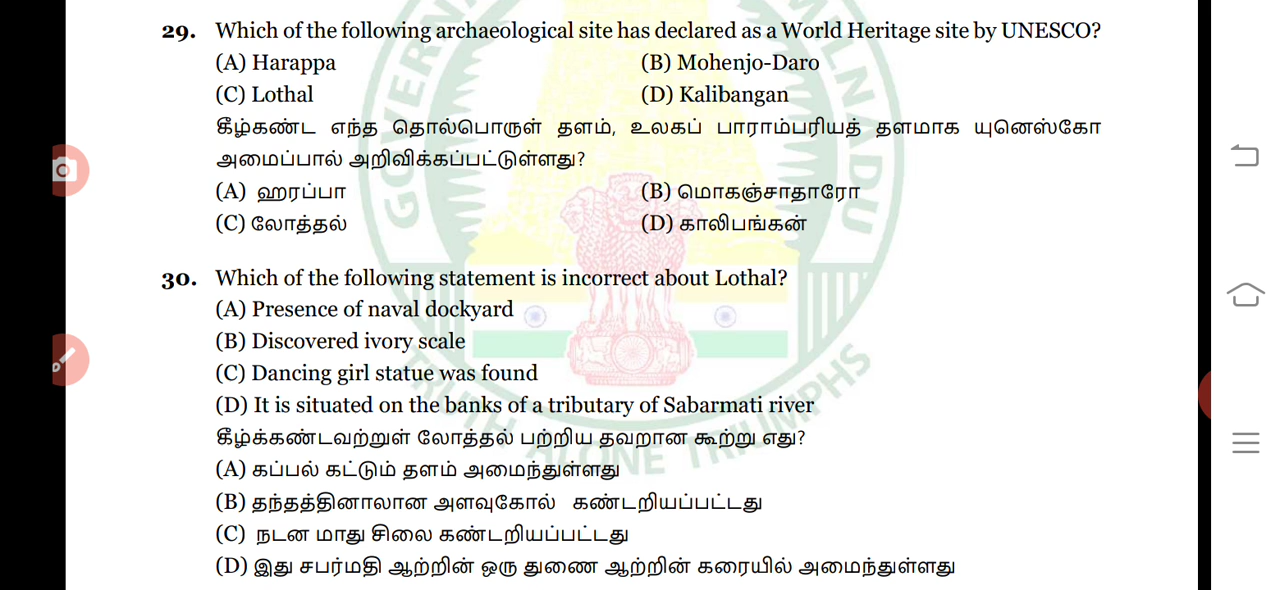 29. Which of the following archaeological site has declared as a World Heritage site by UNESCO?
(A) Harappa (B) Mohenjo-Daro
(C) Lothal (D) Kalibangan
கீழ்கண்ட எந்த தொல்பொருள் தளம், உலகப் பாராம்பரியத் தளமாக யுனெஸ்கோ
அமைப்பால் அறிவிக்கப்பட்டுள்ளது?
(A) ஹரப்பா (B) மொகஞ்சாதாரோ
(C) லோத்தல் (D) காலிபங்கன்
30. Which of the following statement is incorrect about Lothal?
(A) Presence of naval dockyard
(B) Discovered ivory scale
(C) Dancing girl statue was found
(D) It is situated on the banks of a tributary of Sabarmati river
கீழ்க்கண்டவற்றுள் லோத்தல் பற்றிய தவறான கூற்று எது?
(A) கப்பல் கட்டும் தளம் அமைந்துள்ளது
(B) தந்தத்தினாலான அளவுகோல் கண்டறியப்பட்டது
(C) நடன மாது சிலை கண்டறியப்பட்டது
(D) இது சபர்மதி ஆற்றின் ஒரு துணை ஆற்றின் கரையில் அமைந்துள்ளது
TRUTH ALONE TRIUMPHS